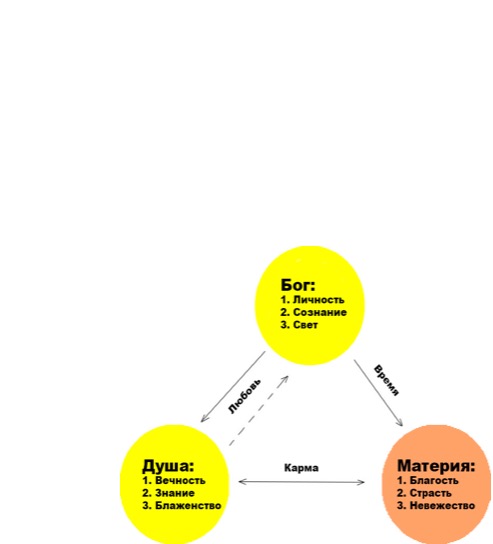 Бог:
1. Личность
2. Сознание
3. Свет
Любовь
Время
Душа:
1. Вечность
2. Знание
3. Блаженство
Карма
Материя:
1. Благость
2. Страсть
3. Невежество